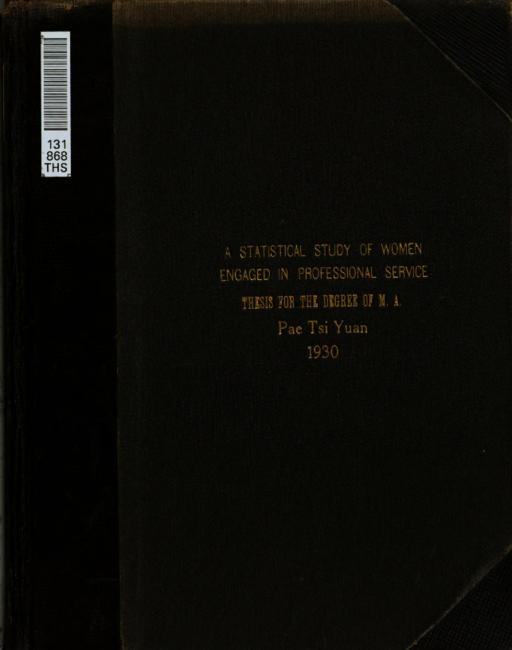 131
868
THS
A STATISTICAL STUDY OF WOMEN
ENGAGED IN PROFESSIONAL SERVICE
THESIS FOR THE DEGREE OF M. A.
Pae Tsi Yuan
1930